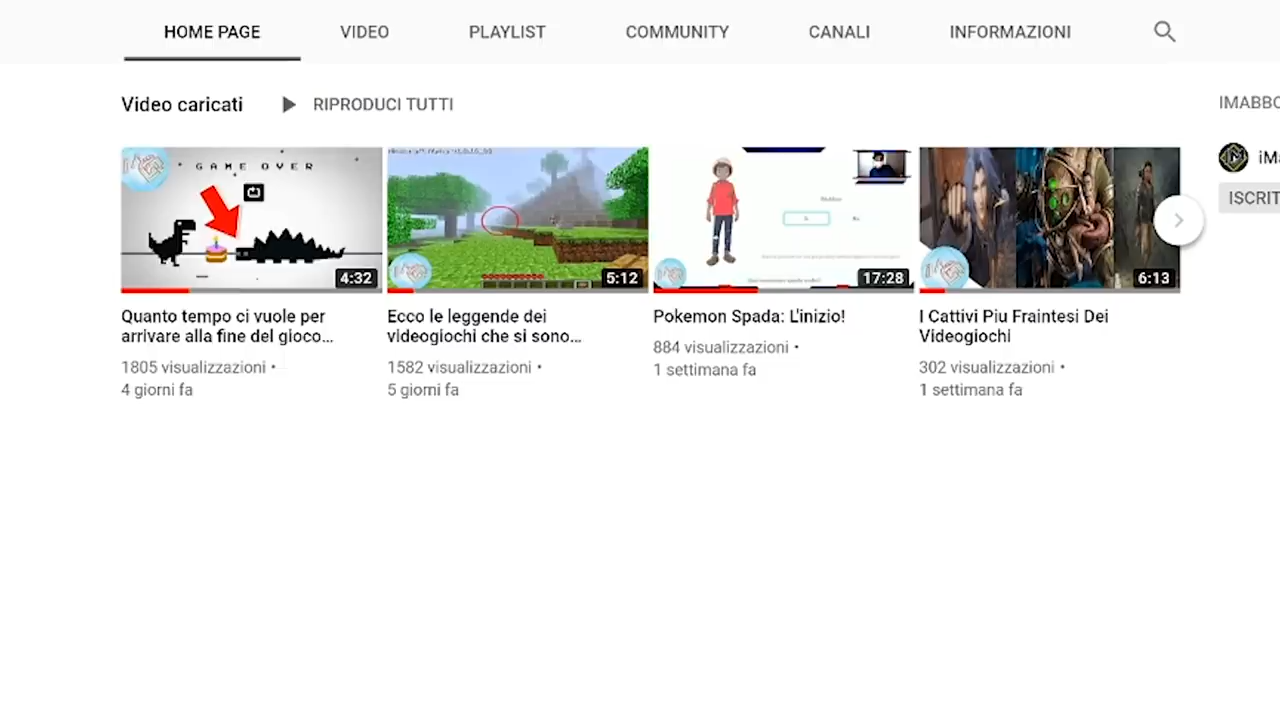 HOME PAGE
VIDEO
PLAYLIST
COMMUNITY
CANALI
INFORMAZIONI
Video caricati
RIPRODUCI TUTTI
IMABBO
GAME OVER
4:32
5:12
17:28
6:13
iMa
ISCRIT
Quanto tempo ci vuole per
arrivare alla fine del gioco...
1805 visualizzazioni •
4 giorni fa
Ecco le leggende dei
videogiochi che si sono...
1582 visualizzazioni •
5 giorni fa
Pokemon Spada: L'inizio!
884 visualizzazioni •
1 settimana fa
I Cattivi Piu Fraintesi Dei
Videogiochi
302 visualizzazioni •
1 settimana fa